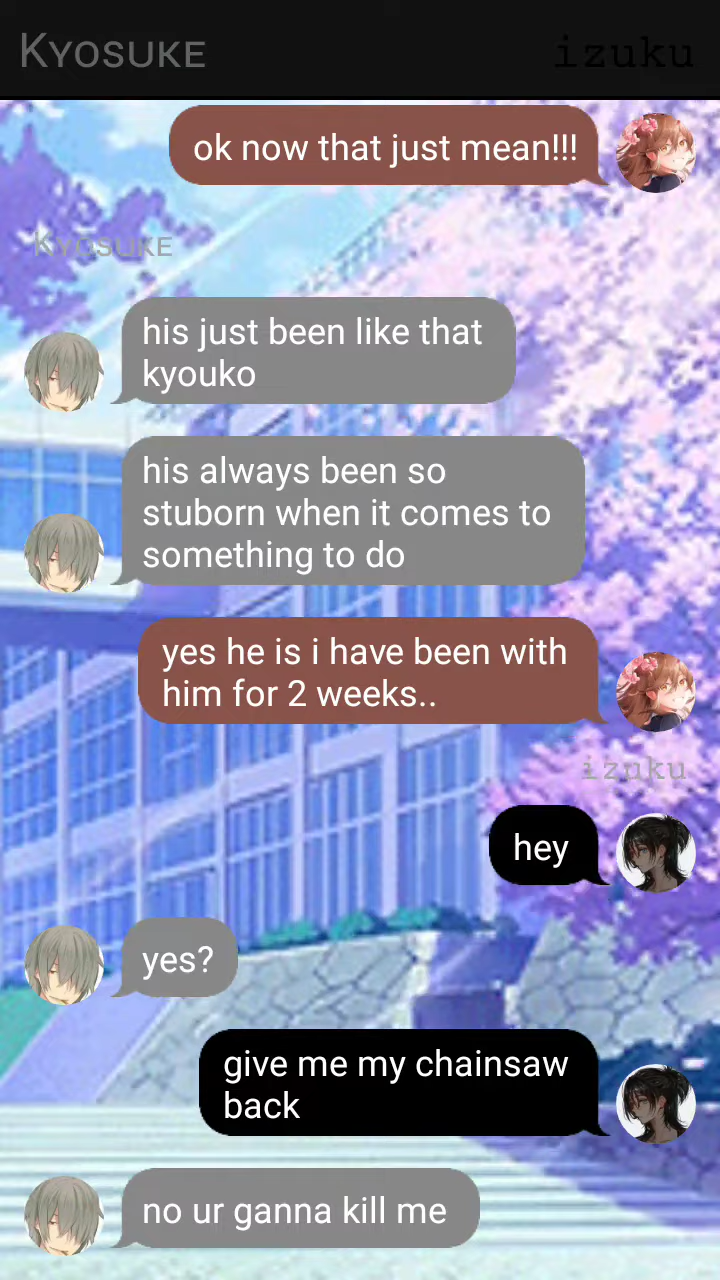 Kyosuke
izuku
ok now that just mean!!!
Kyosuke
his just been like that
kyouko
his always been so
stuborn when it comes to
something to do
yes he is i have been with
him for 2 weeks..
izuku
hey
yes?
give me my chainsaw
back
no ur ganna kill me